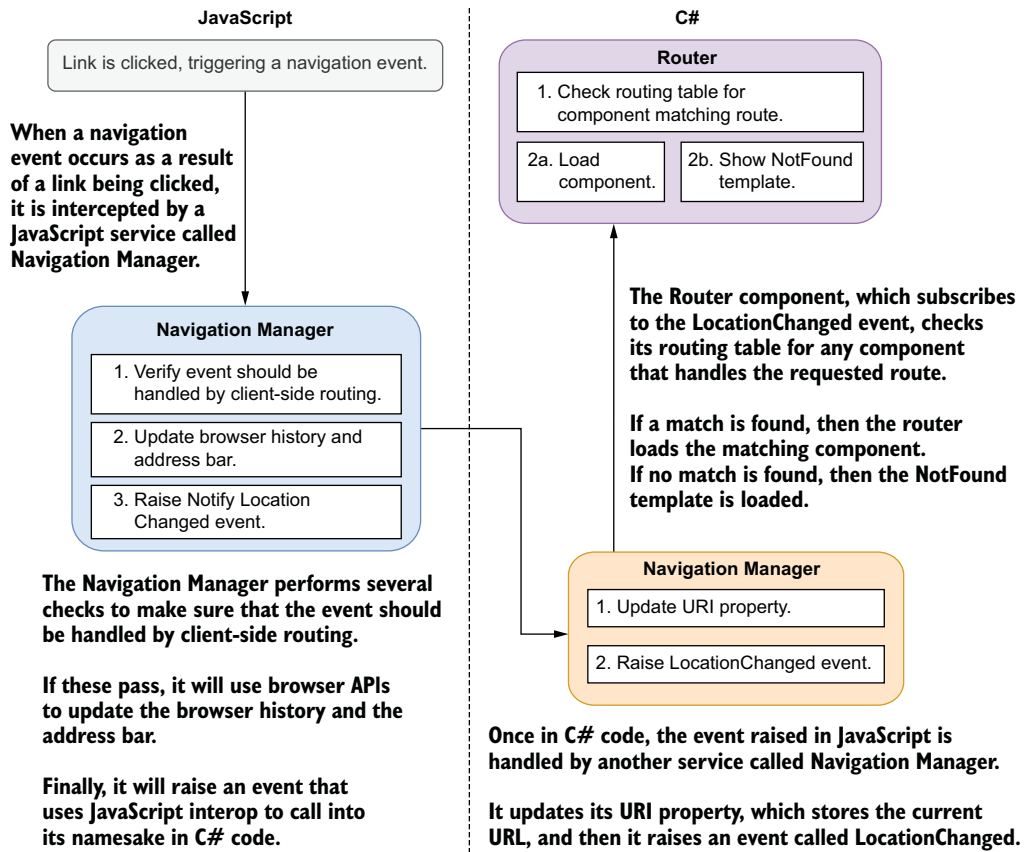 JavaScript
Link is clicked, triggering a navigation event.
When a navigation
event occurs as a result
of a link being clicked,
it is intercepted by a
JavaScript service called
Navigation Manager.
Navigation Manager
1. Verify event should be
handled by client-side routing.
2. Update browser history and
address bar.
3. Raise Notify Location
Changed event.
The Navigation Manager performs several
checks to make sure that the event should
be handled by client-side routing.
If these pass, it will use browser APIs
to update the browser history and the
address bar.
Finally, it will raise an event that
uses JavaScript interop to call into
its namesake in C# code.
C#
Router
1. Check routing table for
component matching route.
2a. Load
component.
2b. Show NotFound
template.
The Router component, which subscribes
to the LocationChanged event, checks
its routing table for any component
that handles the requested route.
If a match is found, then the router
loads the matching component.
If no match is found, then the NotFound
template is loaded.
Navigation Manager
1. Update URI property.
2. Raise LocationChanged event.
Once in C# code, the event raised in JavaScript is
handled by another service called Navigation Manager.
It updates its URI property, which stores the current
URL, and then it raises an event called LocationChanged.